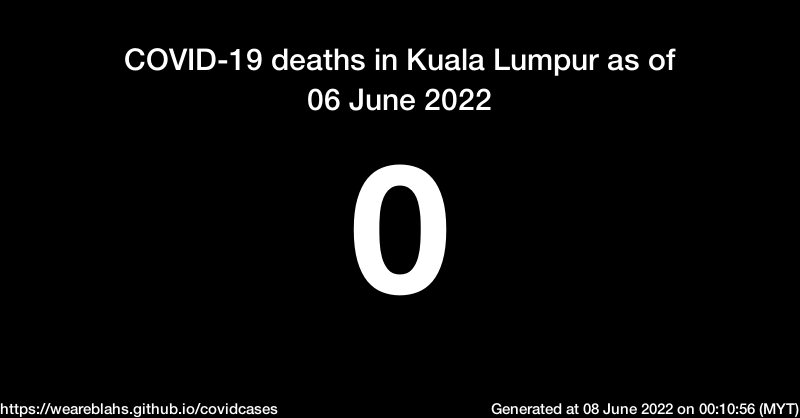 COVID-19 deaths in Kuala Lumpur as of
06 June 2022
0
https://weareblahs.github.io/covidcases
Generated at 08 June 2022 on 00:10:56 (MYT)